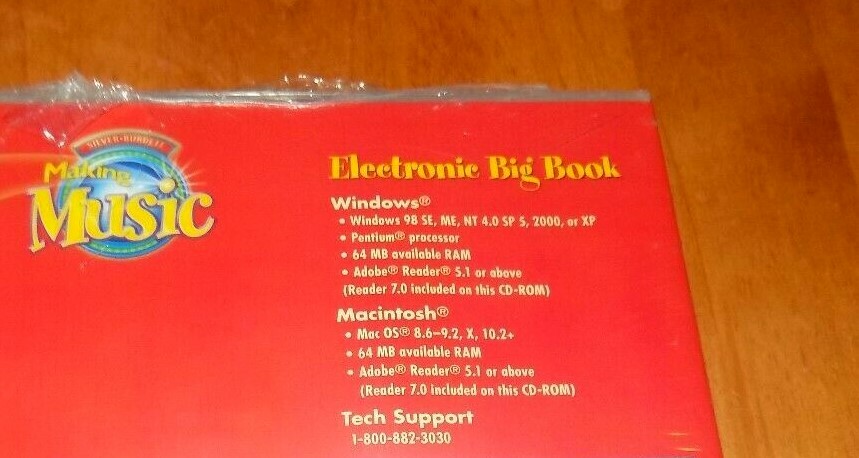 SILVER BURDETT
Making
Music
Electronic Big Book
Windows®
• Windows 98 SE, ME, NT 4.0 SP 5, 2000, or XP
• Pentium® processor
• 64 MB available RAM
• Adobe® Reader® 5.1 or above
(Reader 7.0 included on this CD-ROM)
Macintosh®
• Mac OS® 8.6–9.2, X, 10.2+
• 64 MB available RAM
• Adobe® Reader® 5.1 or above
(Reader 7.0 included on this CD-ROM)
Tech Support
1-800-882-3030